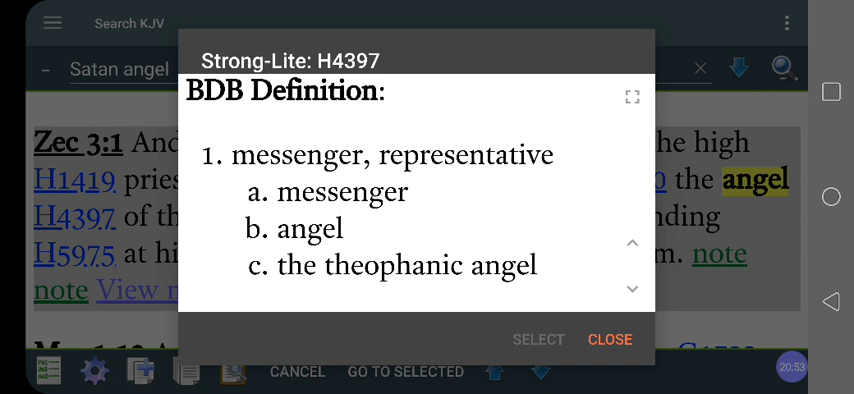 Search KJV
Satan angel
Strong-Lite: H4397
BDB Definition:
1. messenger, representative
a. messenger
b. angel
c. the theophanic angel
SELECT CLOSE
Zec 3:1 And he high
H1419 pries 0 the angel
H4397 of th nding
H5975 at hi m. note
note View n
CANCEL GO TO SELECTED
20:53